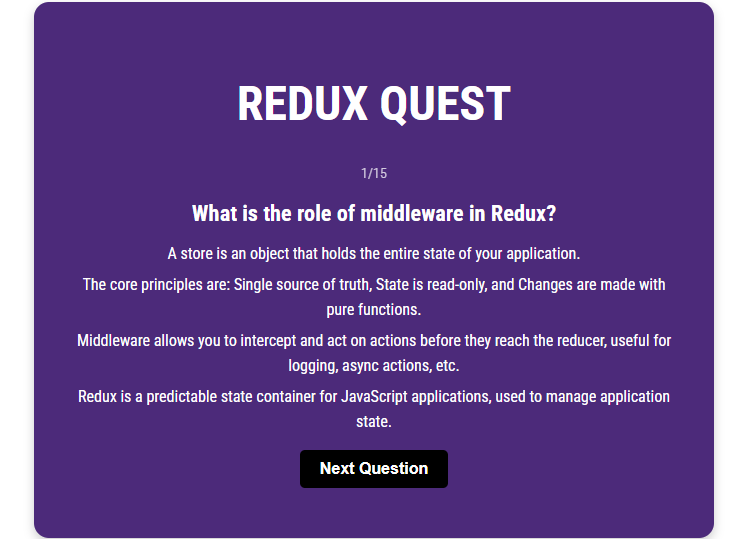 REDUX QUEST
1/15
What is the role of middleware in Redux?
A store is an object that holds the entire state of your application.
The core principles are: Single source of truth, State is read-only, and Changes are made with
pure functions.
Middleware allows you to intercept and act on actions before they reach the reducer, useful for
logging, async actions, etc.
Redux is a predictable state container for JavaScript applications, used to manage application
state.
Next Question